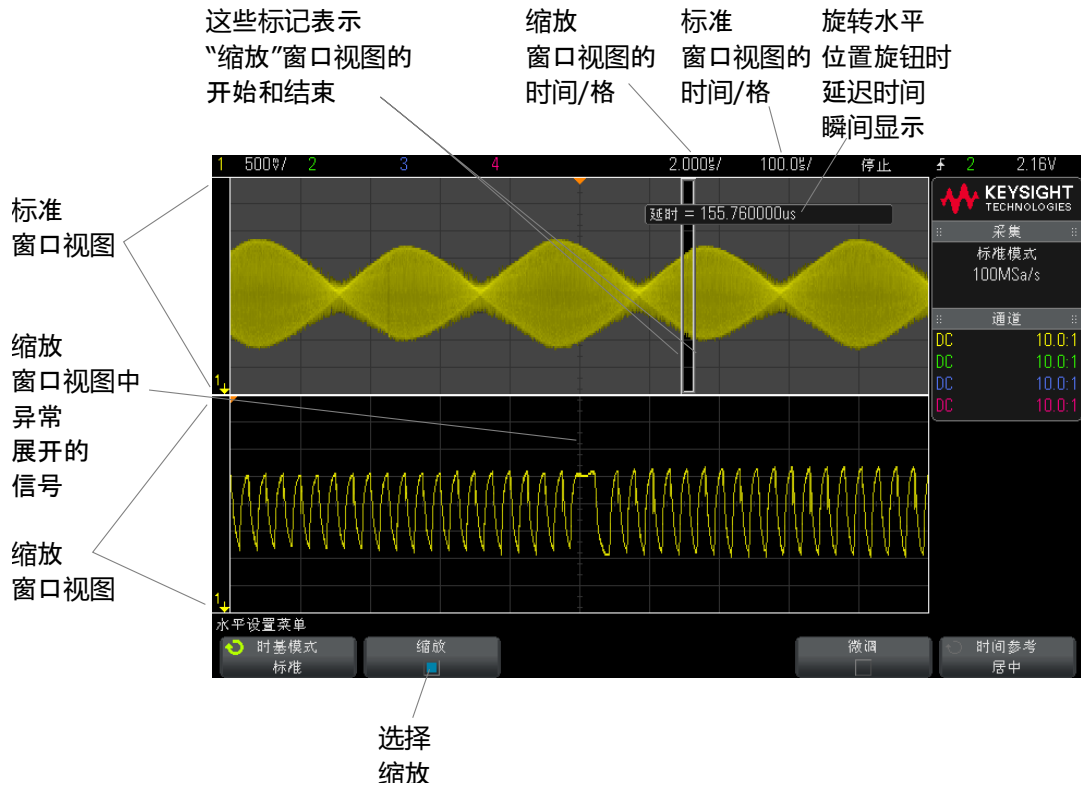 这些标记表示
“缩放”窗口视图的
开始和结束
缩放
窗口视图的
时间/格
标准
窗口视图的
时间/格
旋转水平
位置旋钮时
延迟时间
瞬间显示
标准
窗口视图
缩放
窗口视图中
异常
展开的
信号
缩放
窗口视图
1 500㎷/ 2 3 4 2.000㎲/ 100.0㎲/ 停止 2 2.16V
延时 = 155.760000us
KEYSIGHT
TECHNOLOGIES
采集
标准模式
100MSa/s
通道
DC 10.0:1
DC 10.0:1
DC 10.0:1
DC 10.0:1
1
1
水平设置菜单
时基模式
标准
缩放
微调
时间参考
居中
选择
缩放